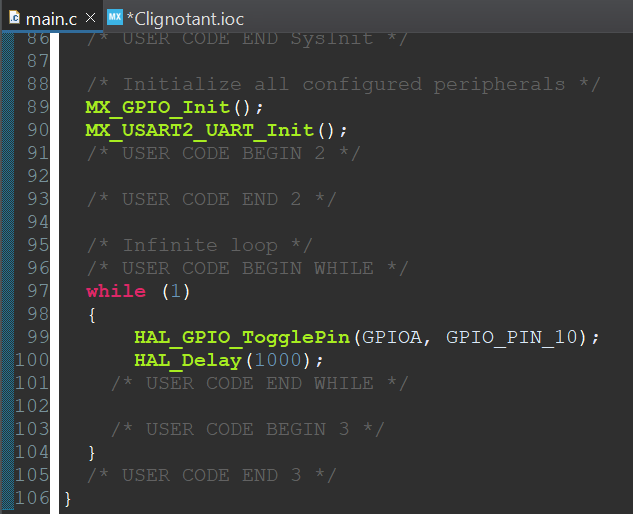 main.c
MX *Clignotant.ioc
86 /* USER CODE END SysInit */
87
88 /* Initialize all configured peripherals */
89 MX_GPIO_Init();
90 MX_USART2_UART_Init();
91 /* USER CODE BEGIN 2 */
92
93 /* USER CODE END 2 */
94
95 /* Infinite loop */
96 /* USER CODE BEGIN WHILE */
97 while (1)
98 {
99 HAL_GPIO_TogglePin(GPIOA, GPIO_PIN_10);
100 HAL_Delay(1000);
101 /* USER CODE END WHILE */
102
103 /* USER CODE BEGIN 3 */
104 }
105 /* USER CODE END 3 */
106 }